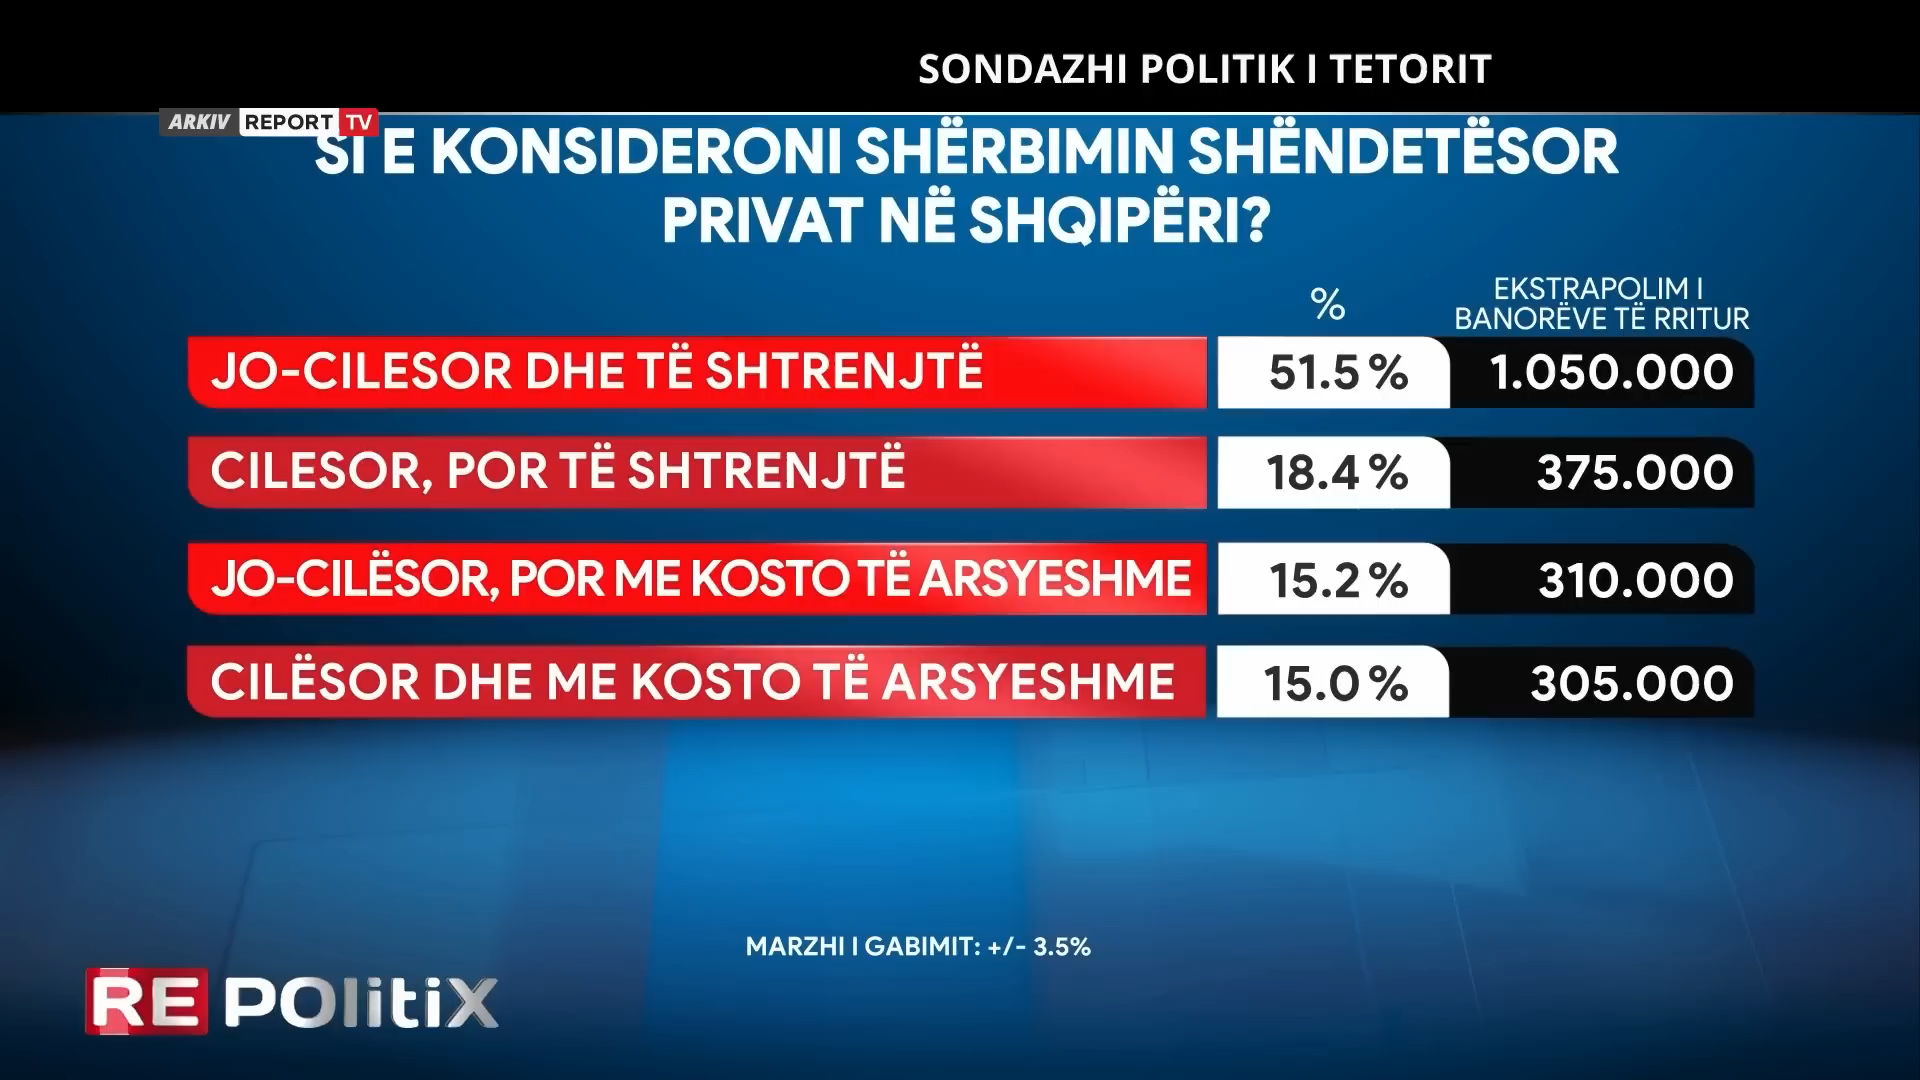 SONDAZHI POLITIK I TETORIT
ARKIV REPORT TV
SI E KONSIDERONI SHËRBIMIN SHËNDETËSOR
PRIVAT NË SHQIPËRI?
% EKSTRAPOLIM I
BANORËVE TË RRITUR
JO-CILESOR DHE TË SHTRENJTË 51.5% 1.050.000
CILESOR, POR TË SHTRENJTË 18.4% 375.000
JO-CILËSOR, POR ME KOSTO TË ARSYESHME 15.2% 310.000
CILËSOR DHE ME KOSTO TË ARSYESHME 15.0% 305.000
MARZHI I GABIMIT: +/- 3.5%
RE POlitiX